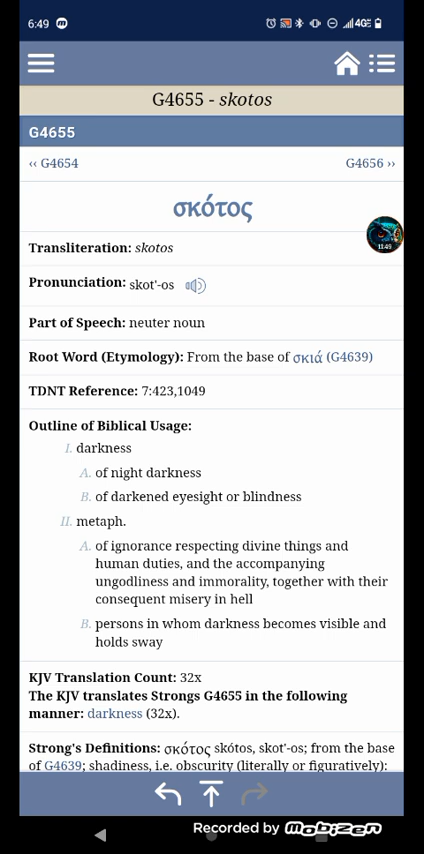 6:49
4GE
G4655 - skotos
G4655
‹‹ G4654 G4656 ››
σκότος
11:49
Transliteration: skotos
Pronunciation: skot'-os
Part of Speech: neuter noun
Root Word (Etymology): From the base of σκιά (G4639)
TDNT Reference: 7:423,1049
Outline of Biblical Usage:
I. darkness
A. of night darkness
B. of darkened eyesight or blindness
II. metaph.
A. of ignorance respecting divine things and
human duties, and the accompanying
ungodliness and immorality, together with their
consequent misery in hell
B. persons in whom darkness becomes visible and
holds sway
KJV Translation Count: 32x
The KJV translates Strongs G4655 in the following
manner: darkness (32x).
Strong's Definitions: σκότος skótos, skot'-os; from the base
of G4639; shadiness, i.e. obscurity (literally or figuratively):
Recorded by Mobizen